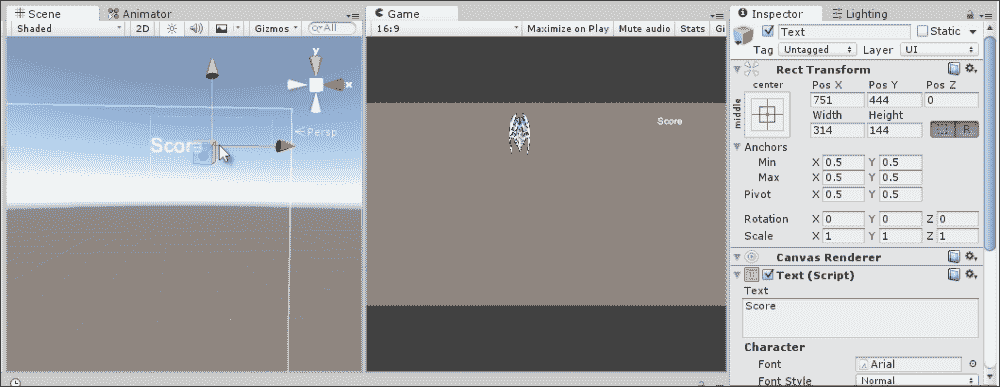 Scene
Animator
Shaded
2D
Gizmos
All
y
x
Persp
Score
Game
16:9
Maximize on Play
Mute audio
Stats
Gi
Score
Inspector
Lighting
Text
Static
Tag Untagged
Layer UI
Rect Transform
center
middle
Pos X Pos Y Pos Z
751 444 0
Width Height
314 144
R
Anchors
Min X 0.5 Y 0.5
Max X 0.5 Y 0.5
Pivot X 0.5 Y 0.5
Rotation X 0 Y 0 Z 0
Scale X 1 Y 1 Z 1
Canvas Renderer
Text (Script)
Text
Score
Character
Font Arial
Font Style Normal